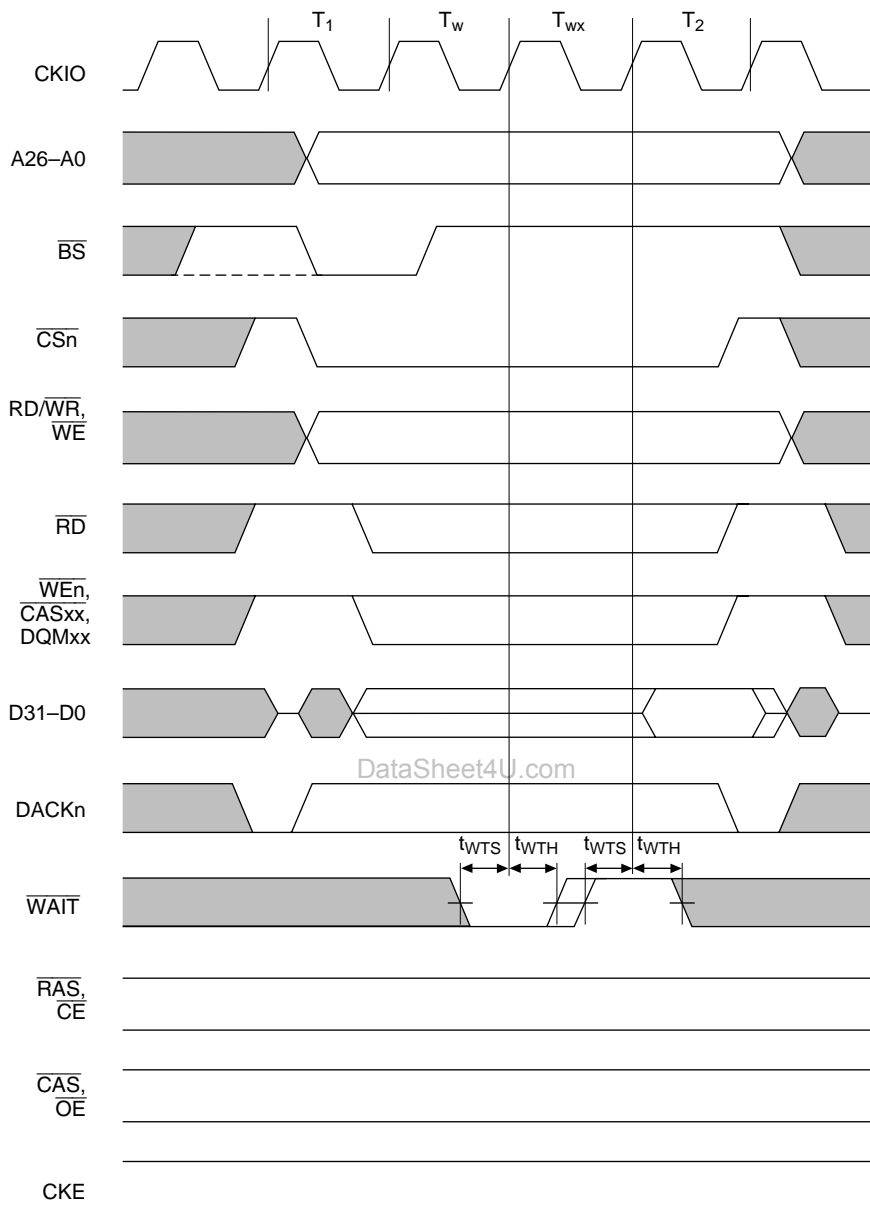 T1 Tw Twx T2
CKIO
A26–A0
BS
CSn
RD/WR,
WE
RD
WEn,
CASxx,
DQMxx
D31–D0
DataSheet4U.com
DACKn
tWTS tWTH tWTS tWTH
WAIT
RAS,
CE
CAS,
OE
CKE